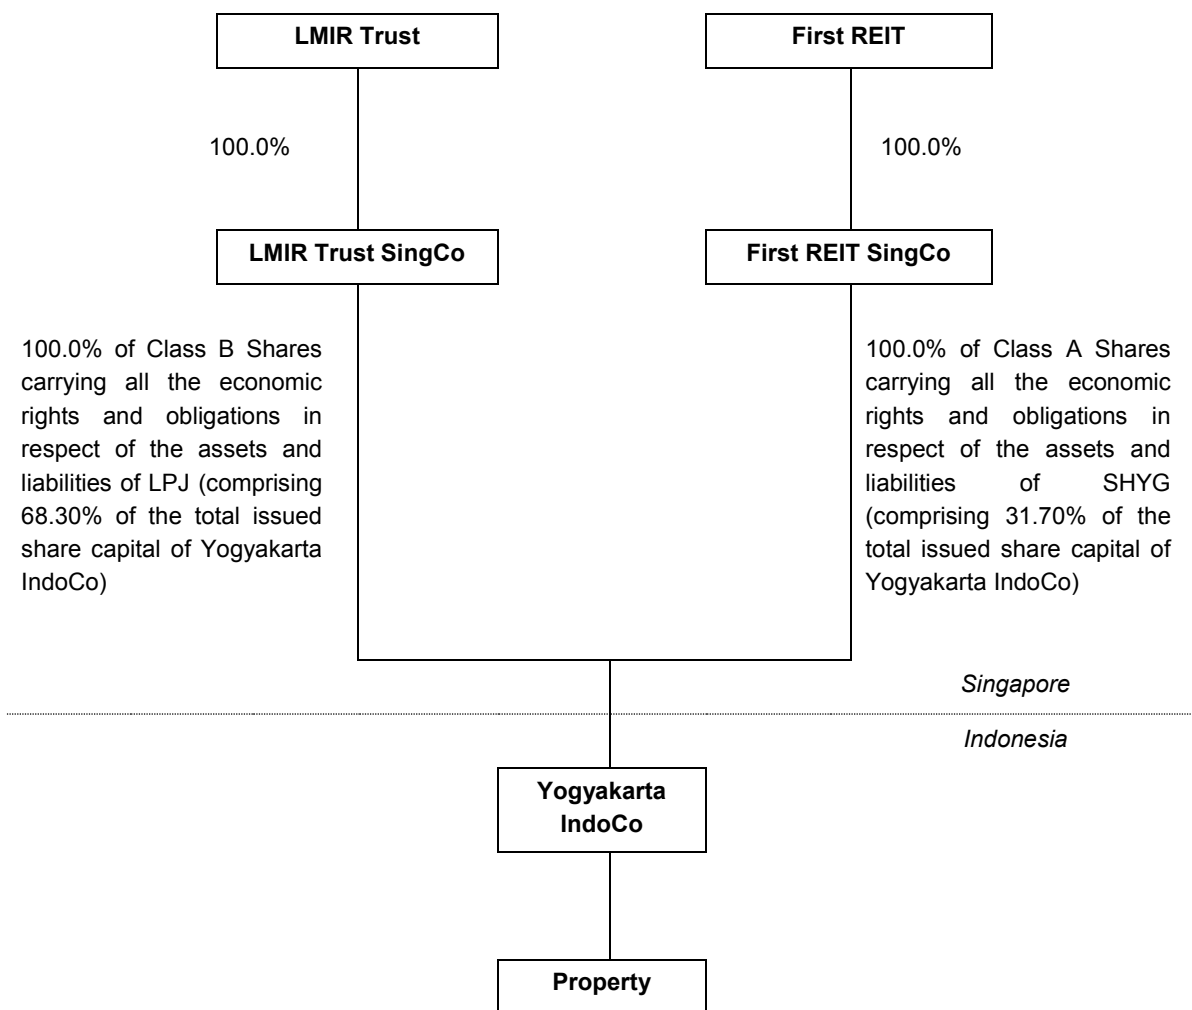 LMIR Trust
First REIT
100.0%
100.0%
LMIR Trust SingCo
First REIT SingCo
100.0% of Class B Shares
carrying all the economic
rights and obligations in
respect of the assets and
liabilities of LPJ (comprising
68.30% of the total issued
share capital of Yogyakarta
IndoCo)
100.0% of Class A Shares
carrying all the economic
rights and obligations in
respect of the assets and
liabilities of SHYG
(comprising 31.70% of the
total issued share capital of
Yogyakarta IndoCo)
Singapore
Indonesia
Yogyakarta
IndoCo
Property